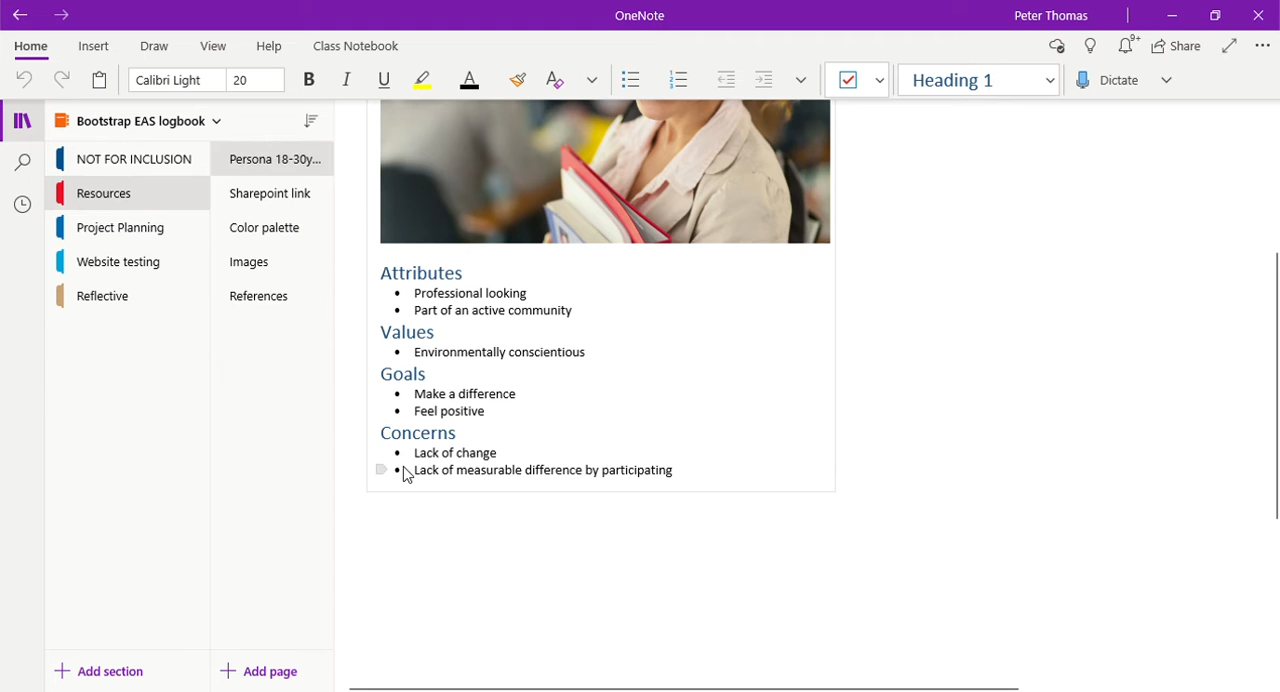 OneNote
Peter Thomas
Home Insert Draw View Help Class Notebook
9+
Share
Calibri Light 20
B I U A A
Heading 1
Dictate
Bootstrap EAS logbook
NOT FOR INCLUSION
Resources
Project Planning
Website testing
Reflective
Persona 18-30y...
Sharepoint link
Color palette
Images
References
Attributes
• Professional looking
• Part of an active community
Values
• Environmentally conscientious
Goals
• Make a difference
• Feel positive
Concerns
• Lack of change
• Lack of measurable difference by participating
Add section
Add page